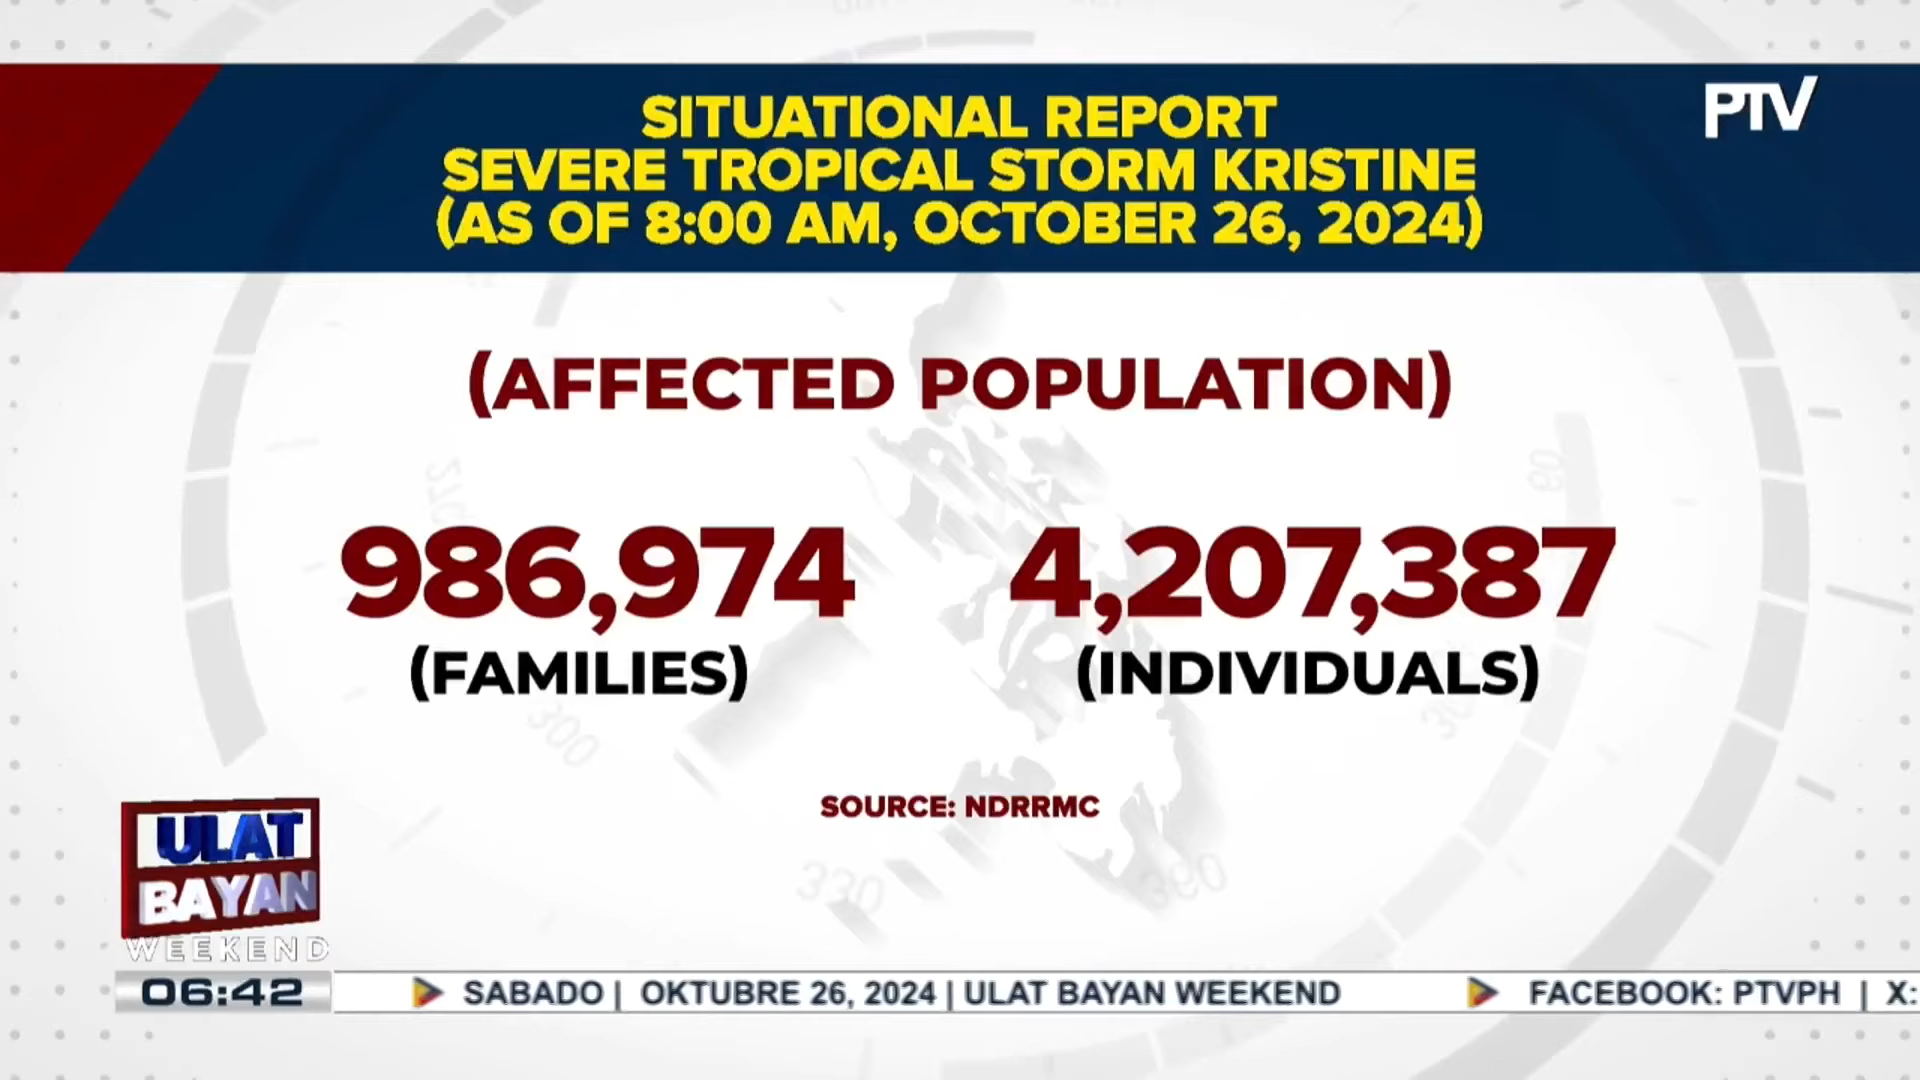 SITUATIONAL REPORT
SEVERE TROPICAL STORM KRISTINE
(AS OF 8:00 AM, OCTOBER 26, 2024)
PTV
(AFFECTED POPULATION)
986,974
(FAMILIES)
4,207,387
(INDIVIDUALS)
SOURCE: NDRRMC
300
330
ULAT
BAYAN
WEEKEND
06:42
SABADO | OKTUBRE 26, 2024 | ULAT BAYAN WEEKEND
FACEBOOK: PTVPH | X: